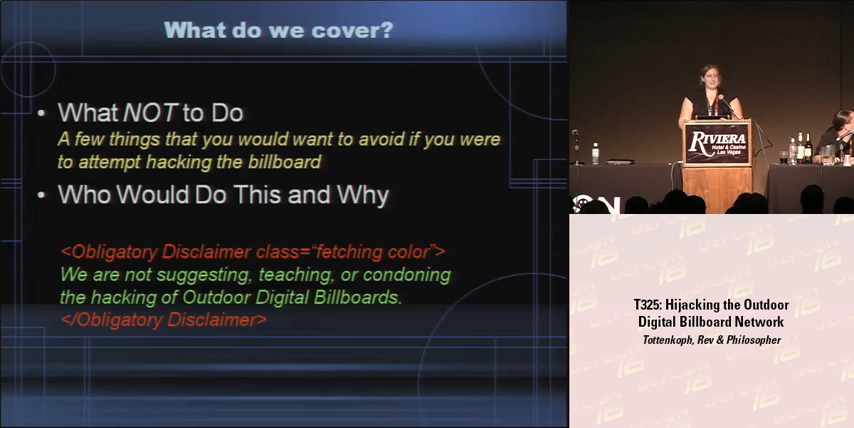 What do we cover?
• What NOT to Do
A few things that you would want to avoid if you were
to attempt hacking the billboard
• Who Would Do This and Why
<Obligatory Disclaimer class="fetching color">
We are not suggesting, teaching, or condoning
the hacking of Outdoor Digital Billboards.
</Obligatory Disclaimer>
RIVIERA
Hotel & Casino
Las Vegas
CON
T325: Hijacking the Outdoor
Digital Billboard Network
Tottenkoph, Rev & Philosopher